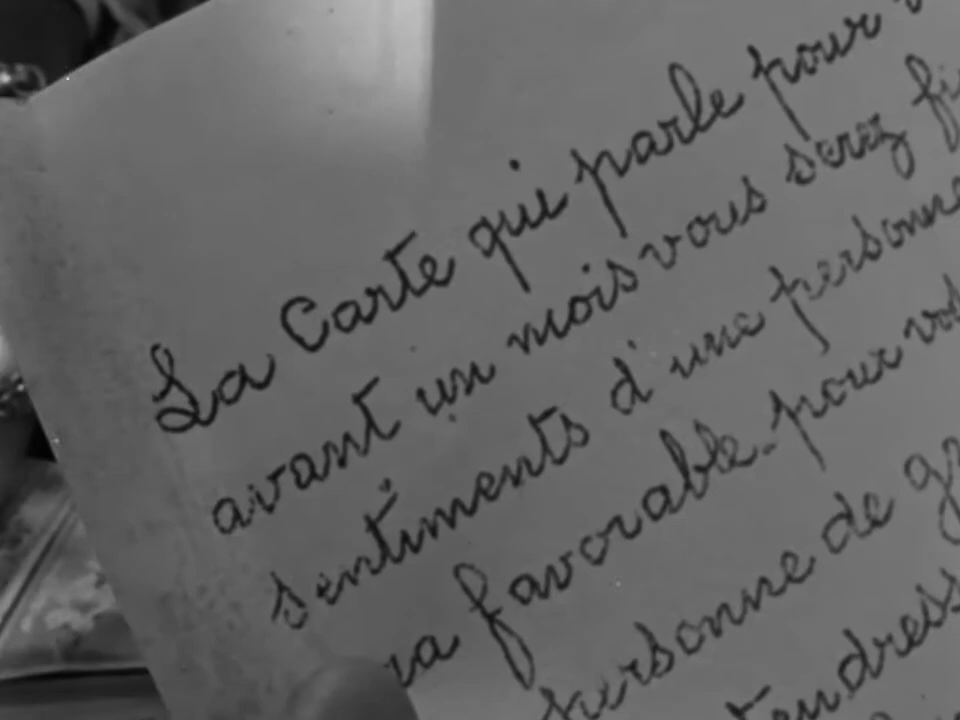 La Carte qui parle pour
avant un mois vous serez
sentiments d'une personne
favorable pour
personne de